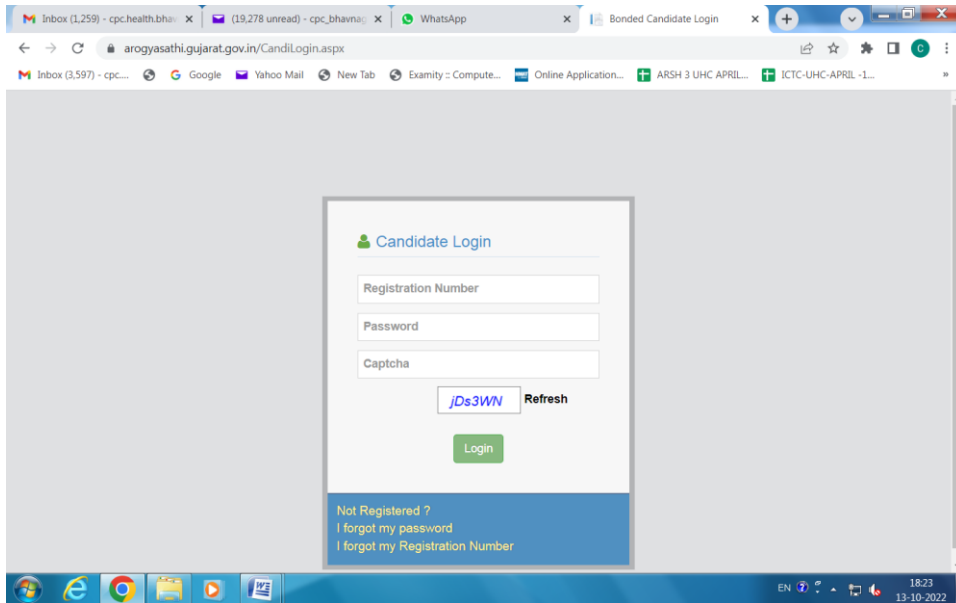 Inbox (1,259) - cpc.health.bhav
(19,278 unread) - cpc_bhavnag
WhatsApp
Bonded Candidate Login
arogyasathi.gujarat.gov.in/CandiLogin.aspx
C
Inbox (3,597) - cpc...
Google
Yahoo Mail
New Tab
Examity :: Compute...
Online Application...
ARSH 3 UHC APRIL...
ICTC-UHC-APRIL -1...
»
Candidate Login
Registration Number
Password
Captcha
jDs3WN Refresh
Login
Not Registered ?
I forgot my password
I forgot my Registration Number
EN
18:23
13-10-2022